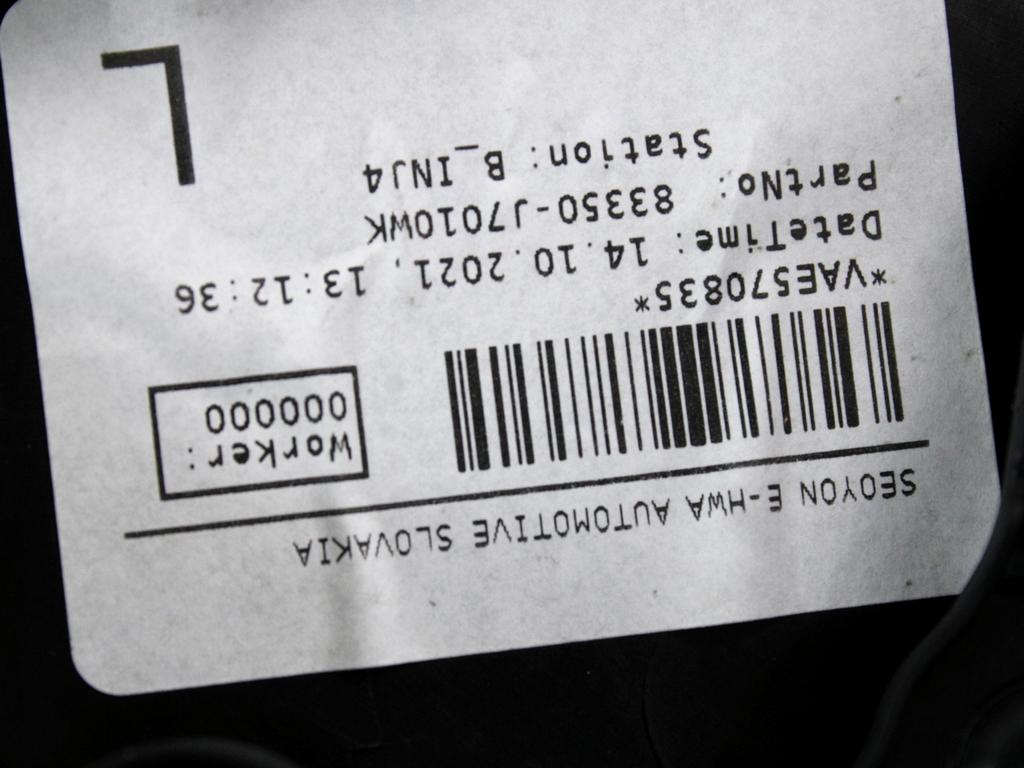 SEOYON E-HWA AUTOMOTIVE SLOVAKIA
Worker:
000000
*VAE570835*
DateTime: 14.10.2021, 13:12:36
PartNo: 83350-J7010WK
Station: B_INJ4
L